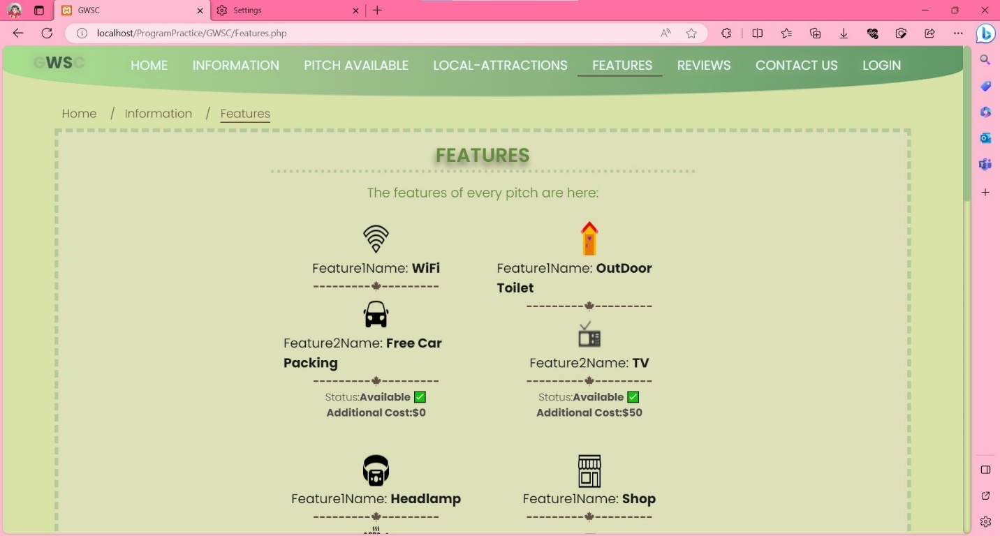 GWSC
Settings
localhost/ProgramPractice/GWSC/Features.php
GWSC
HOME
INFORMATION
PITCH AVAILABLE
LOCAL-ATTRACTIONS
FEATURES
REVIEWS
CONTACT US
LOGIN
Home / Information / Features
FEATURES
The features of every pitch are here:
Feature1Name: WiFi
Feature2Name: Free Car
Packing
Status:Available
Additional Cost:$0
Feature1Name: OutDoor
Toilet
Feature2Name: TV
Status:Available
Additional Cost:$50
Feature1Name: Headlamp
Feature1Name: Shop